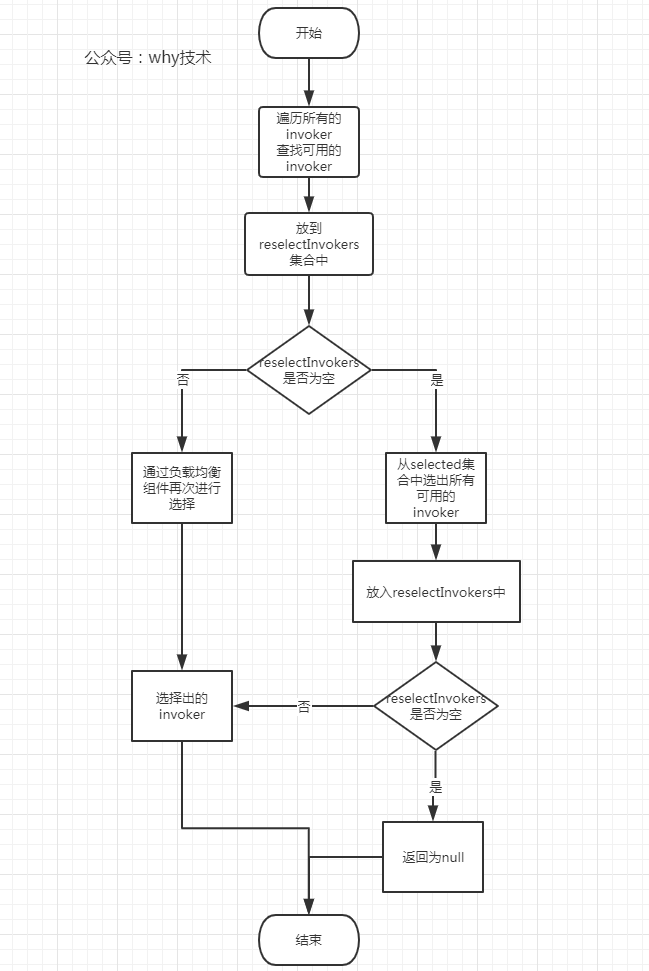 开始
公众号：why技术
遍历所有的
invoker
查找可用的
invoker
放到
reselectInvokers
集合中
reselectInvokers
是否为空
否
是
通过负载均衡
组件再次进行
选择
从selected集
合中选出所有
可用的
invoker
放入reselectInvokers中
选择出的
invoker
否
reselectInvokers
是否为空
是
返回为null
结束